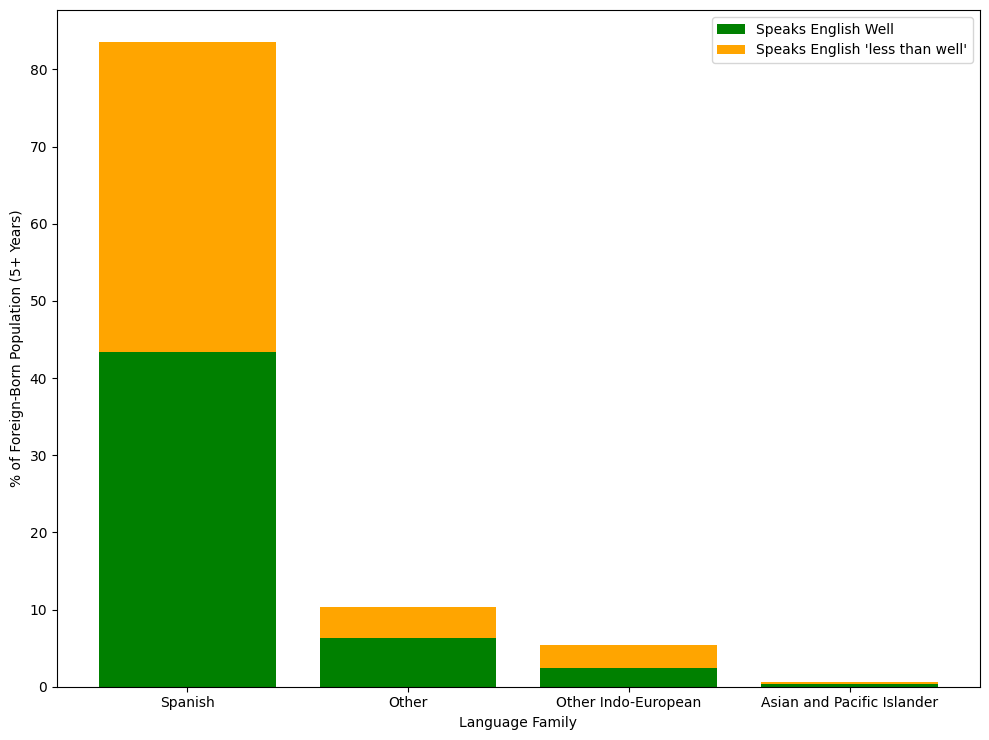 Speaks English Well
Speaks English 'less than well'
% of Foreign-Born Population (5+ Years)
80
70
60
50
40
30
20
10
0
Spanish
Other
Other Indo-European
Asian and Pacific Islander
Language Family